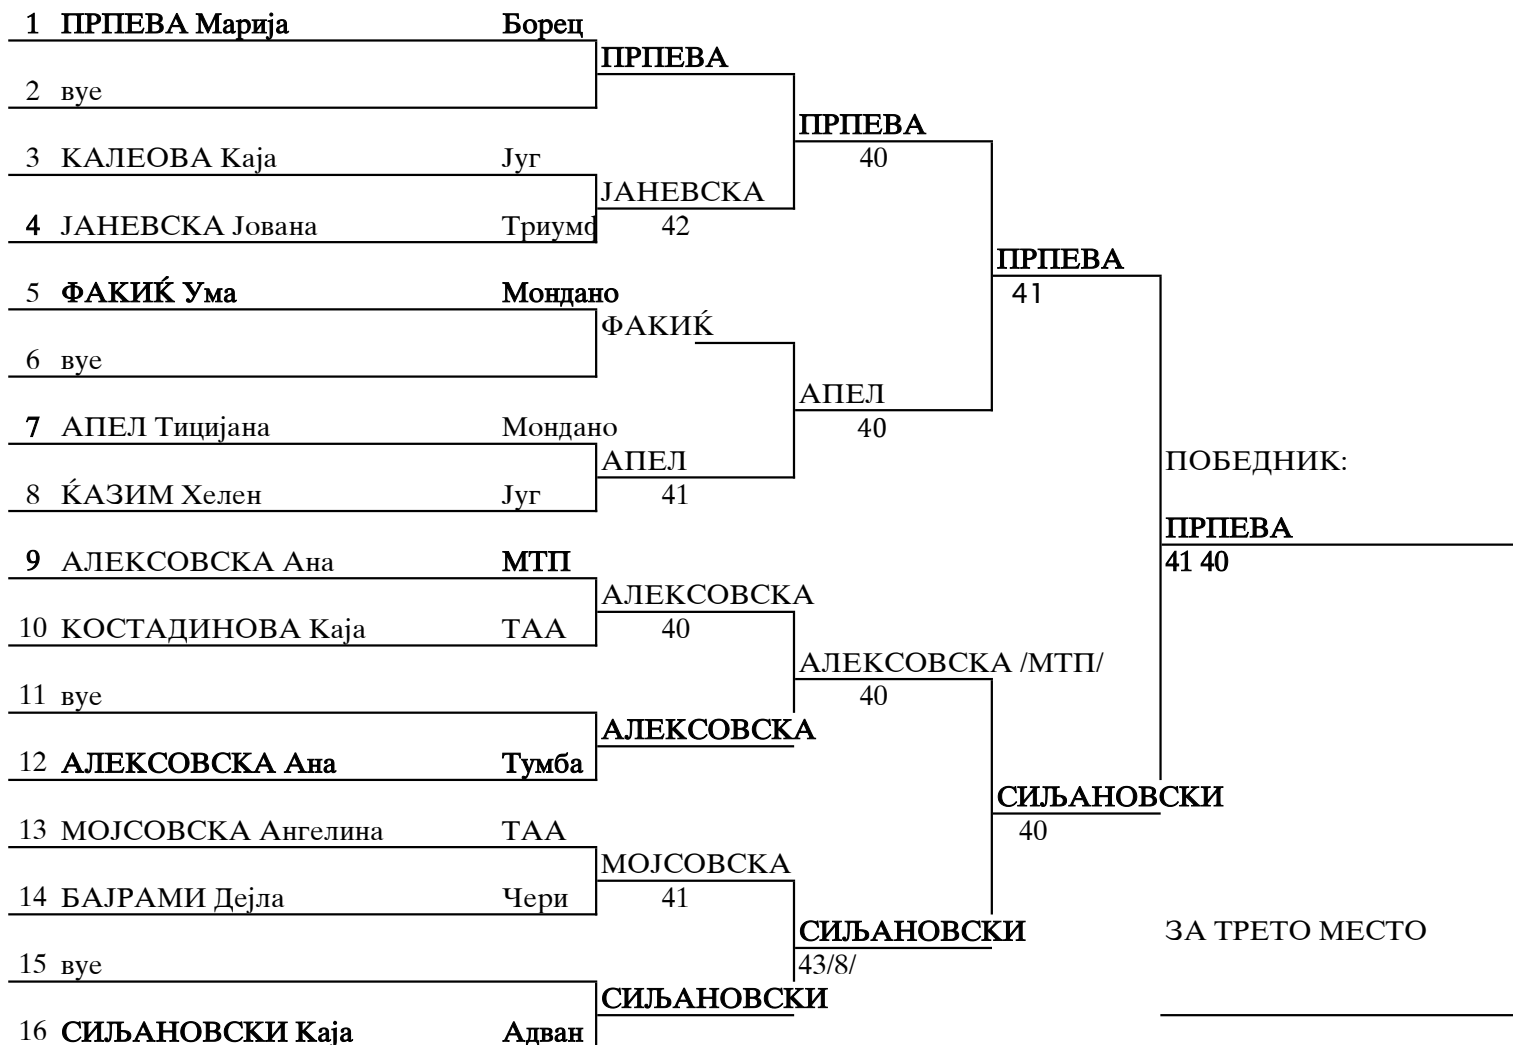 1 ПРПЕВА Марија Борец
ПРПЕВА
2 вуе
ПРПЕВА
3 КАЛЕОВА Каја Југ 40
ЈАНЕВСКА
4 ЈАНЕВСКА Јована Триумф 42
ПРПЕВА
5 ФАКИЌ Ума Мондано 41
ФАКИЌ
6 вуе
АПЕЛ
7 АПЕЛ Тицијана Мондано 40
АПЕЛ ПОБЕДНИК:
8 ЌАЗИМ Хелен Југ 41
ПРПЕВА
9 АЛЕКСОВСКА Ана МТП 41 40
АЛЕКСОВСКА
10 КОСТАДИНОВА Каја ТАА 40
АЛЕКСОВСКА /МТП/
11 вуе 40
АЛЕКСОВСКА
12 АЛЕКСОВСКА Ана Тумба
СИЉАНОВСКИ
13 МОЈСОВСКА Ангелина ТАА 40
МОЈСОВСКА
14 БАЈРАМИ Дејла Чери 41
СИЉАНОВСКИ ЗА ТРЕТО МЕСТО
15 вуе 43/8/
СИЉАНОВСКИ
16 СИЉАНОВСКИ Каја Адван